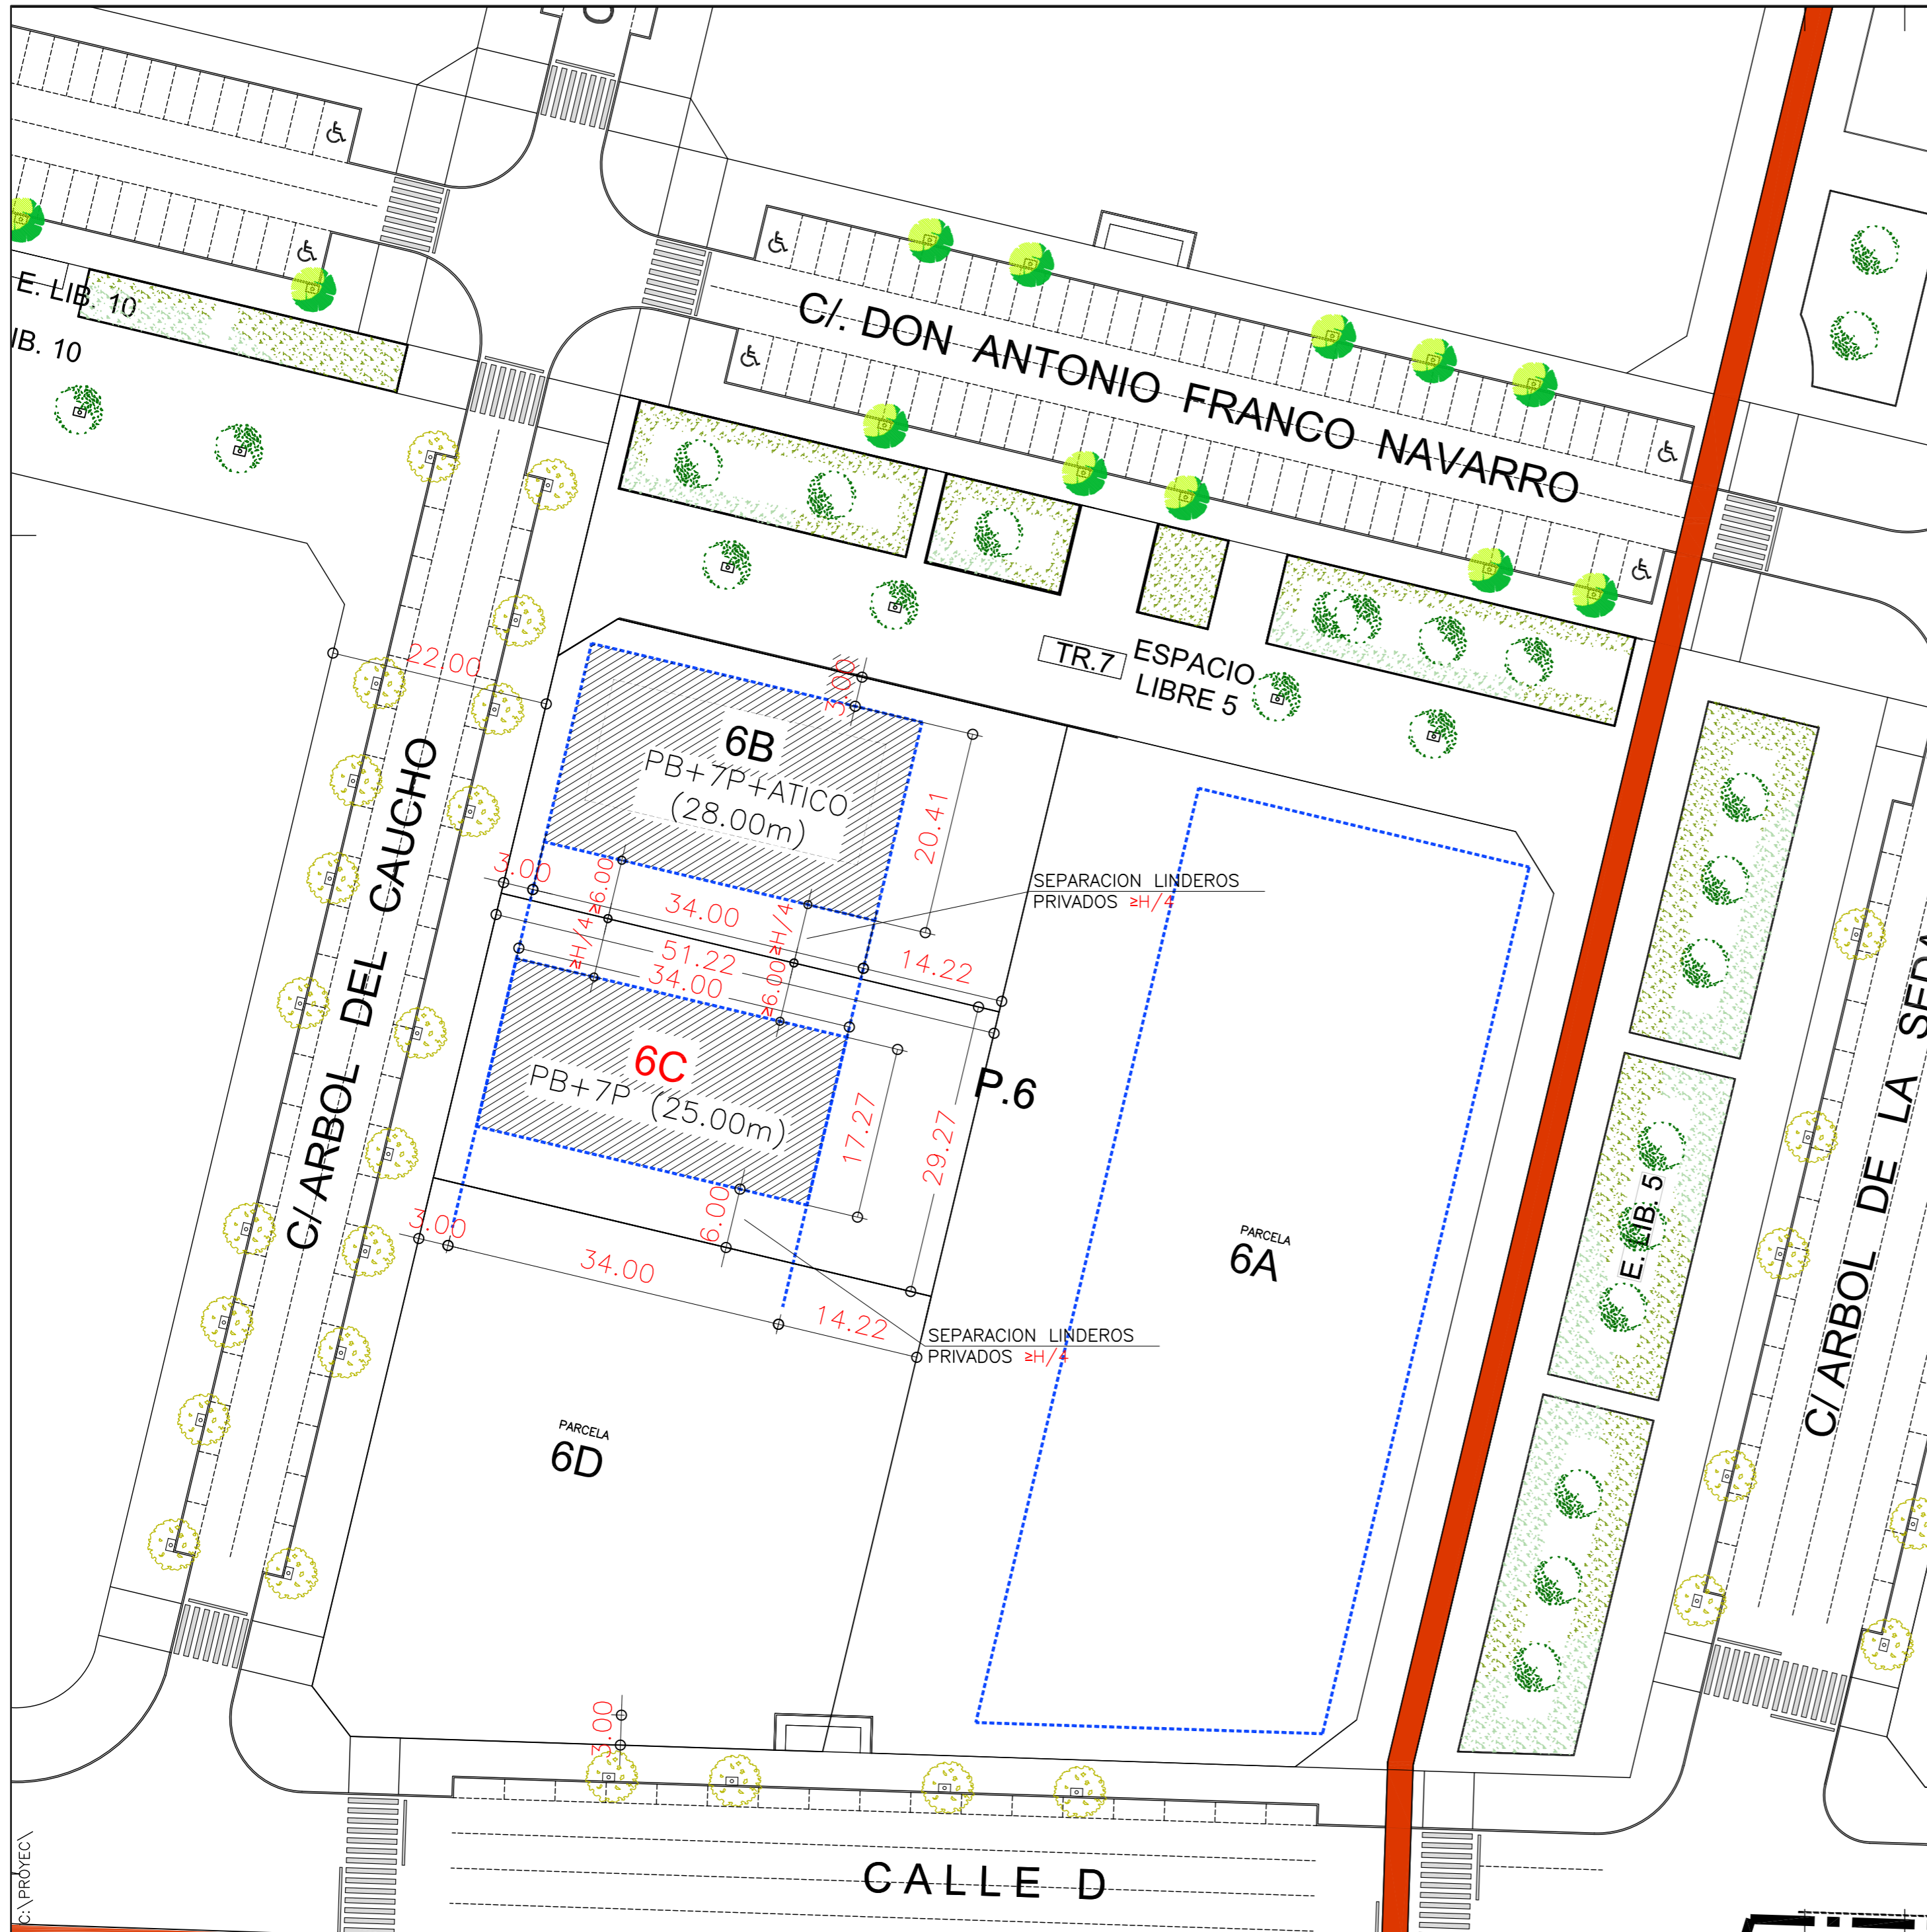 E. LIB. 10
IB. 10
C/. DON ANTONIO FRANCO NAVARRO
TR.7
ESPACIO
LIBRE 5
22.00
3.00
6B
PB+7P+ATICO
(28.00m)
20.41
C/ ARBOL DEL CAUCHO
3.00
≥6.00
≥H/4
34.00
≥H/4
SEPARACION LINDEROS
PRIVADOS ≥H/4
51.22
14.22
34.00
≥6.00
6C
PB+7P (25.00m)
P.6
17.27
29.27
6.00
3.00
34.00
14.22
SEPARACION LINDEROS
PRIVADOS ≥H/4
PARCELA
6A
PARCELA
6D
E. LIB. 5
C/ ARBOL DE LA SEDA
3.00
CALLE D
C:\PROYEC\